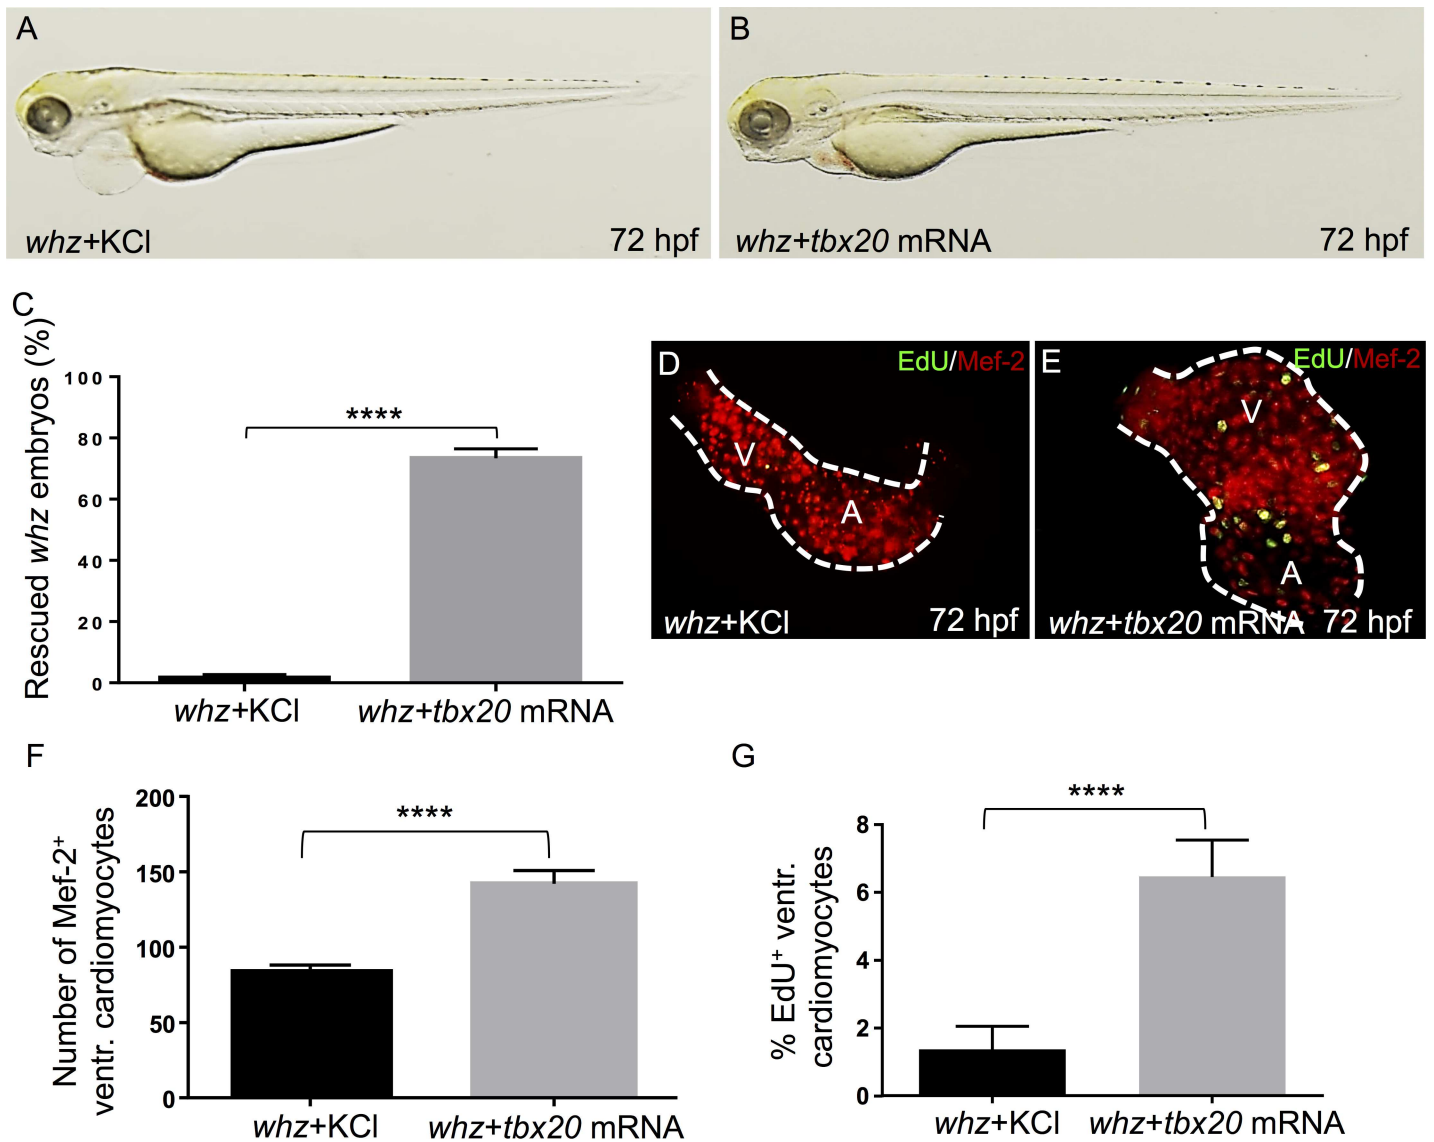 A
B
whz+KCl
72 hpf
whz+tbx20 mRNA
72 hpf
C
Rescued whz embryos (%)
100
80
60
40
20
0
****
whz+KCl
whz+tbx20 mRNA
D
EdU/Mef-2
V
A
whz+KCl
72 hpf
E
EdU/Mef-2
V
A
whz+tbx20 mRNA
72 hpf
F
Number of Mef-2+
ventr. cardiomyocytes
200
150
100
50
0
****
whz+KCl
whz+tbx20 mRNA
G
% EdU+ ventr.
cardiomyocytes
8
6
4
2
0
****
whz+KCl
whz+tbx20 mRNA